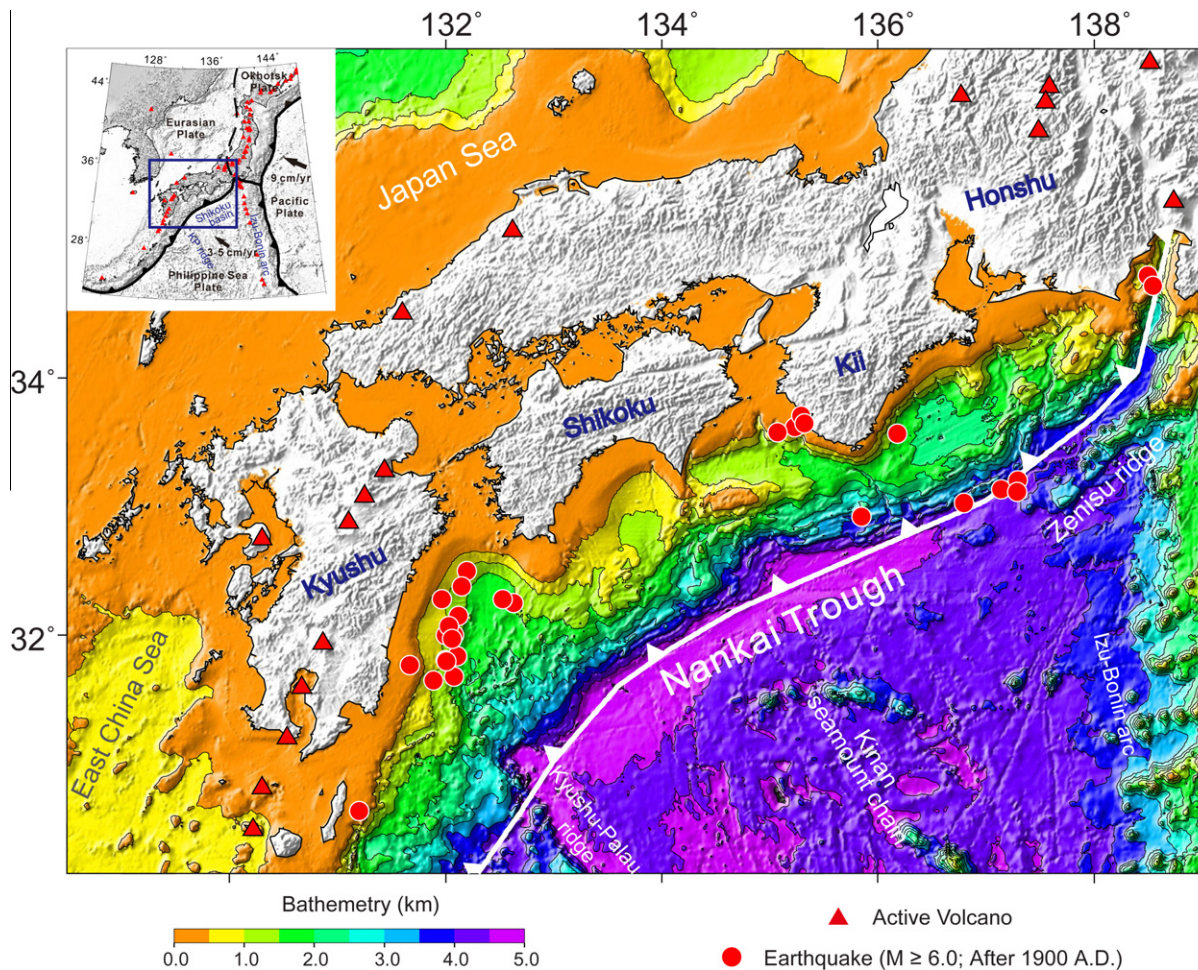 132°
134°
136°
138°
128°
136°
144°
44°
36°
28°
Okhotsk
Plate
Eurasian
Plate
9 cm/yr
Pacific
Plate
Shikoku
basin
KP ridge
Izu-Bonin arc
3-5 cm/yr
Philippine Sea
Plate
Japan Sea
Honshu
34°
Kii
Shikoku
Zenisu ridge
Kyushu
32°
Nankai Trough
East China Sea
Izu-Bonin arc
Kinan
seamount chain
Kyushu-Palau
ridge
Bathemetry (km)
0.0 1.0 2.0 3.0 4.0 5.0
Active Volcano
Earthquake (M ≥ 6.0; After 1900 A.D.)